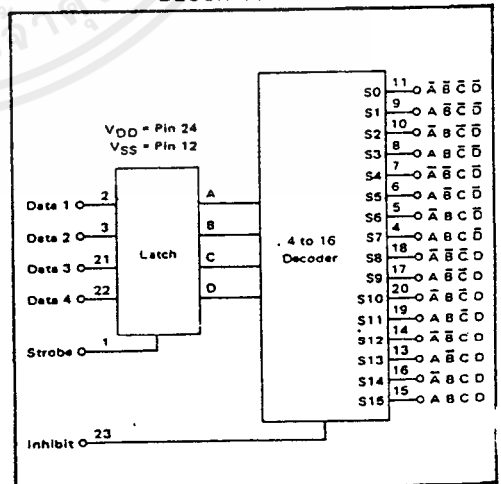 VDD = Pin 24
VSS = Pin 12
Data 1 2
Data 2 3
Data 3 21
Data 4 22
Strobe 1
Inhibit 23
Latch
A
B
C
D
4 to 16
Decoder
S0 11 Ā B̄ C̄ D̄
S1 9 A B̄ C̄ D̄
S2 10 Ā B C̄ D̄
S3 8 A B C̄ D̄
S4 7 Ā B̄ C D̄
S5 6 A B̄ C D̄
S6 5 Ā B C D̄
S7 4 A B C D̄
S8 18 Ā B̄ C̄ D
S9 17 A B̄ C̄ D
S10 20 Ā B C̄ D
S11 19 A B C̄ D
S12 14 Ā B̄ C D
S13 13 A B̄ C D
S14 16 Ā B C D
S15 15 A B C D